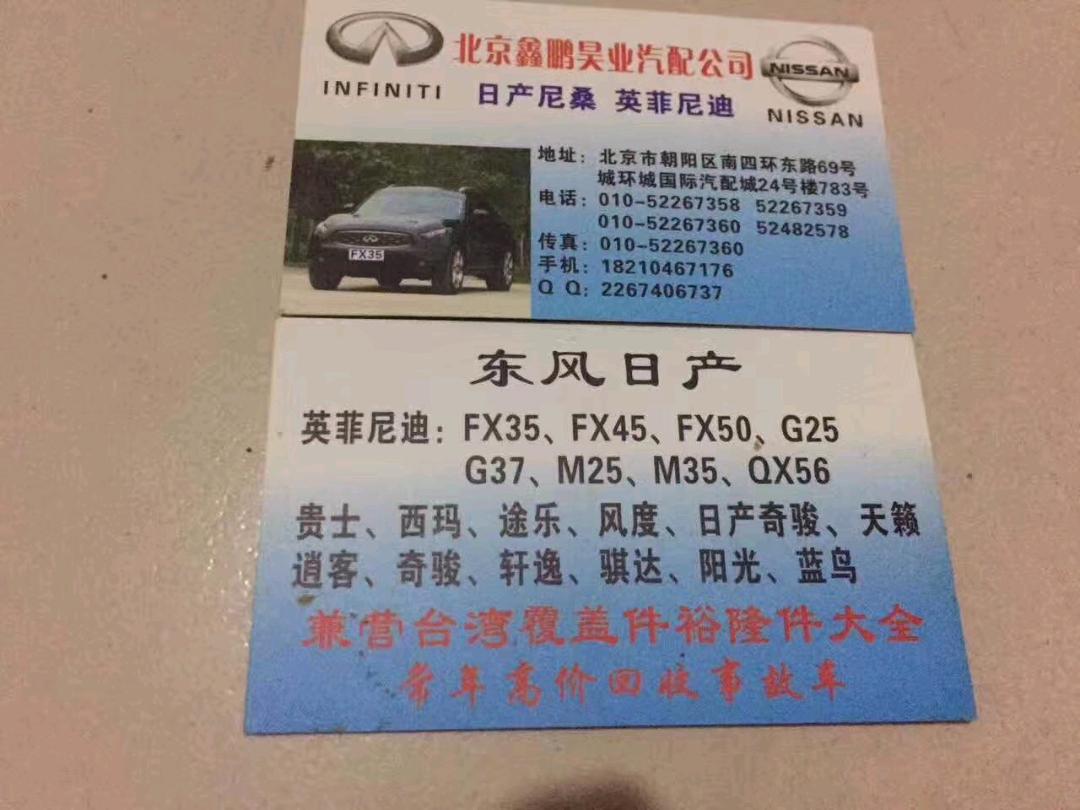 INFINITI
北京鑫鹏昊业汽配公司
日产尼桑 英菲尼迪
NISSAN
NISSAN
FX35
地址：北京市朝阳区南四环东路69号
城环城国际汽配城24号楼783号
电话：010-52267358 52267359
010-52267360 52482578
传真：010-52267360
手机：18210467176
Q Q：2267406737
东风日产
英菲尼迪：FX35、FX45、FX50、G25
G37、M25、M35、QX56
贵士、西玛、途乐、风度、日产奇骏、天籁
逍客、奇骏、轩逸、骐达、阳光、蓝鸟
兼营台湾覆盖件裕隆件大全
常年高价回收事故车